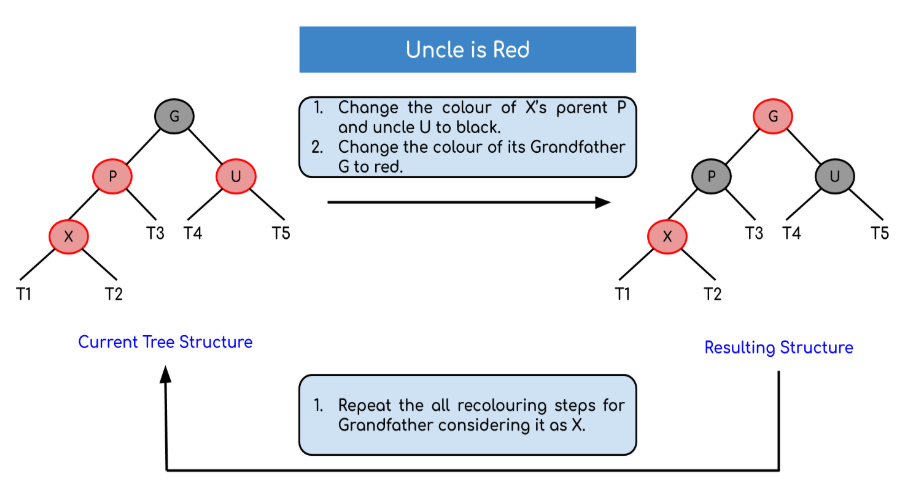 Uncle is Red
1. Change the colour of X's parent P
and uncle U to black.
2. Change the colour of its Grandfather
G to red.
G
P
U
X
T3
T4
T5
T1
T2
Current Tree Structure
G
P
U
X
T3
T4
T5
T1
T2
Resulting Structure
1. Repeat the all recolouring steps for
Grandfather considering it as X.